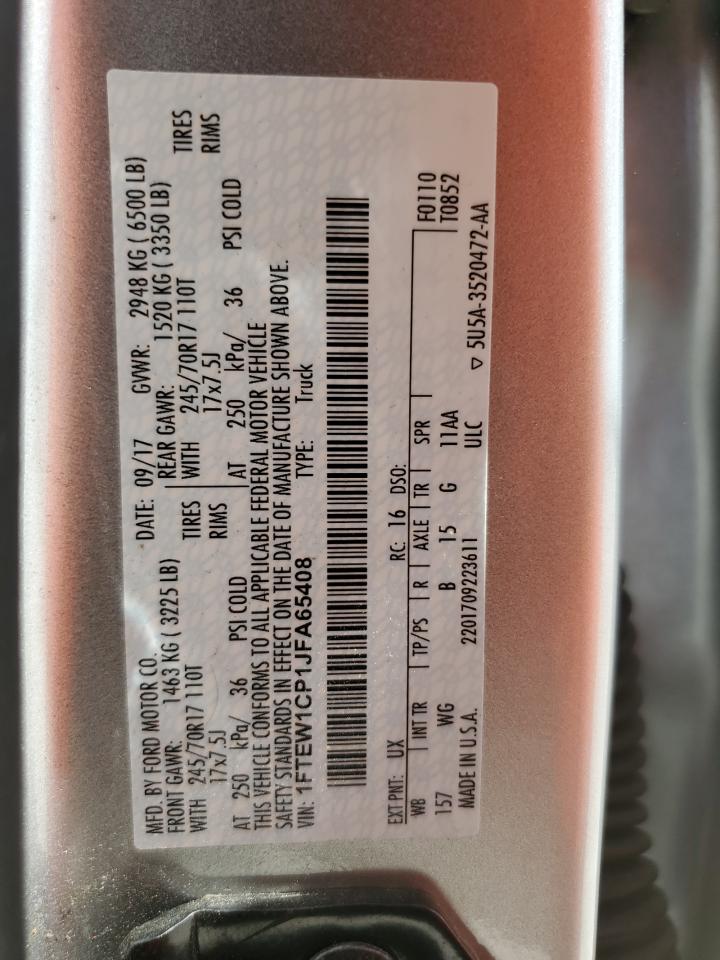 MFD. BY FORD MOTOR CO. DATE: 09/17 GVWR: 2948 KG ( 6500 LB)
FRONT GAWR: 1463 KG ( 3225 LB) REAR GAWR: 1520 KG ( 3350 LB)
WITH 245/70R17 110T TIRES WITH 245/70R17 110T TIRES
17x7.5J RIMS 17x7.5J RIMS
AT 250 kPa/ 36 PSI COLD AT 250 kPa/ 36 PSI COLD
THIS VEHICLE CONFORMS TO ALL APPLICABLE FEDERAL MOTOR VEHICLE
SAFETY STANDARDS IN EFFECT ON THE DATE OF MANUFACTURE SHOWN ABOVE.
VIN: 1FTEW1CP1JFA65408 TYPE: Truck
EXT PNT: UX RC: 16 DSO:
WB INT TR TP/PS R AXLE TR SPR F0110
157 WG B 15 G 11AA T0852
MADE IN U.S.A. 2201709223611 ULC ▽ 5U5A-3520472-AA